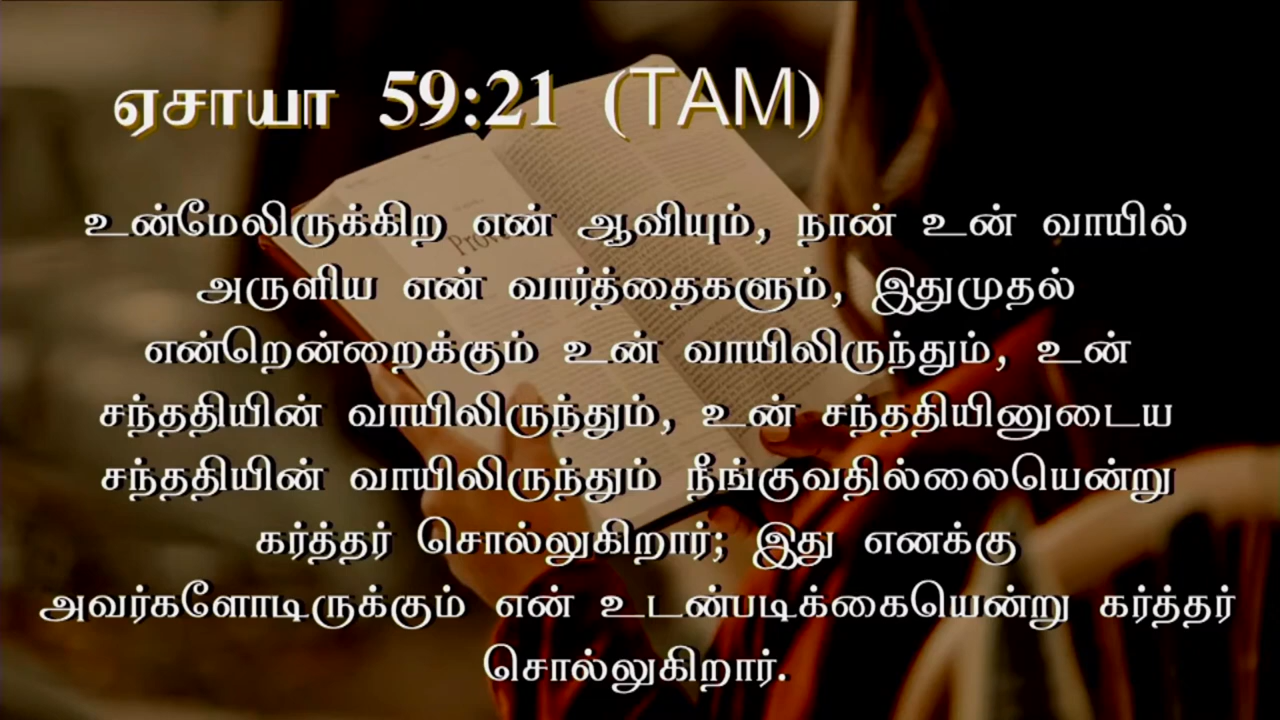 ஏசாயா 59:21 (TAM)
உன்மேலிருக்கிற என் ஆவியும், நான் உன் வாயில்
அருளிய என் வார்த்தைகளும், இதுமுதல்
என்றென்றைக்கும் உன் வாயிலிருந்தும், உன்
சந்ததியின் வாயிலிருந்தும், உன் சந்ததியினுடைய
சந்ததியின் வாயிலிருந்தும் நீங்குவதில்லையென்று
கர்த்தர் சொல்லுகிறார்; இது எனக்கு
அவர்களோடிருக்கும் என் உடன்படிக்கையென்று கர்த்தர்
சொல்லுகிறார்.